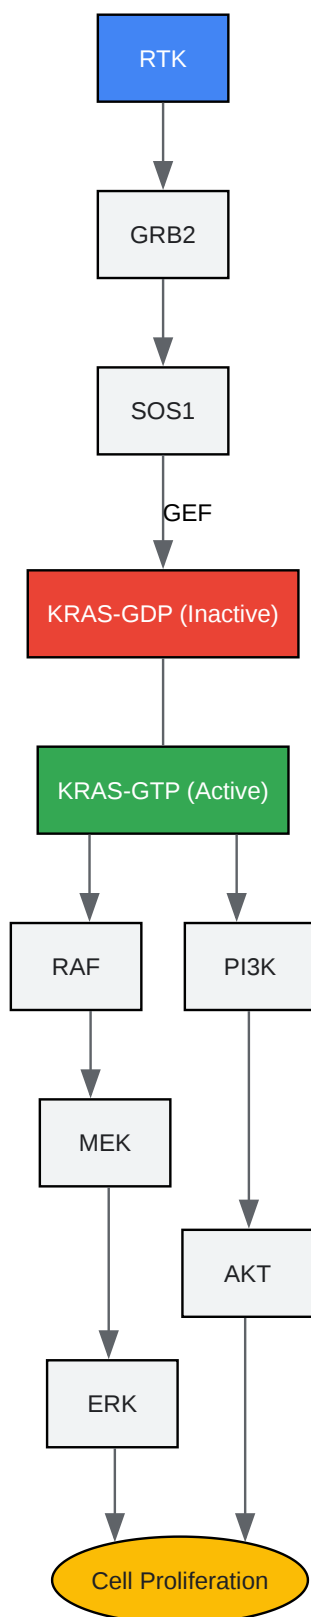 RTK
GRB2
SOS1
GEF
KRAS-GDP (Inactive)
KRAS-GTP (Active)
RAF
PI3K
MEK
AKT
ERK
Cell Proliferation